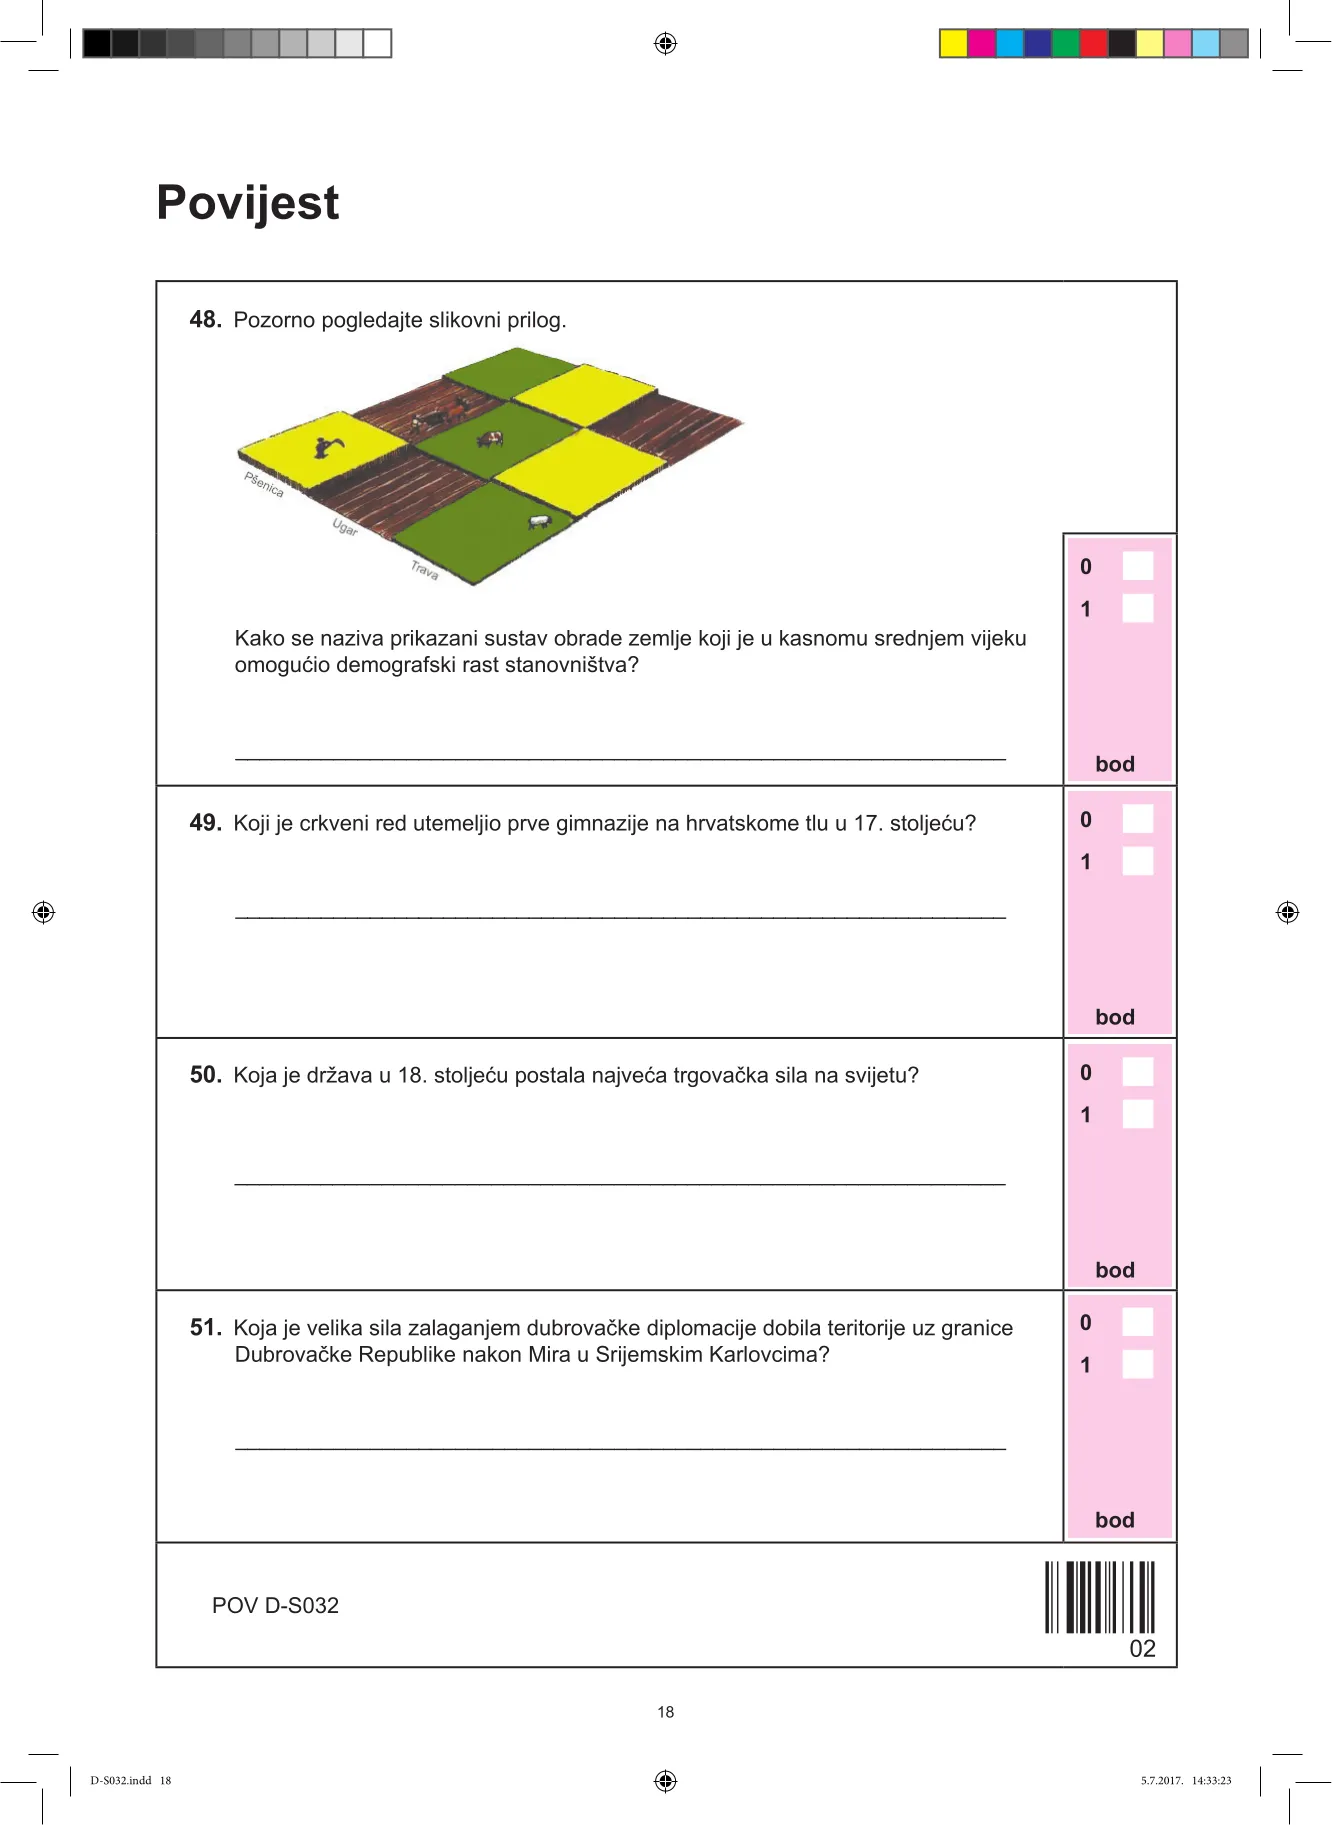 Povijest
48. Pozorno pogledajte slikovni prilog.
Pšenica
Ugar
Trava
Kako se naziva prikazani sustav obrade zemlje koji je u kasnomu srednjem vijeku
omogućio demografski rast stanovništva?
0
1
bod
49. Koji je crkveni red utemeljio prve gimnazije na hrvatskome tlu u 17. stoljeću?
0
1
bod
50. Koja je država u 18. stoljeću postala najveća trgovačka sila na svijetu?
0
1
bod
51. Koja je velika sila zalaganjem dubrovačke diplomacije dobila teritorije uz granice
Dubrovačke Republike nakon Mira u Srijemskim Karlovcima?
0
1
bod
POV D-S032
02
18
D-S032.indd 18
5.7.2017. 14:33:23